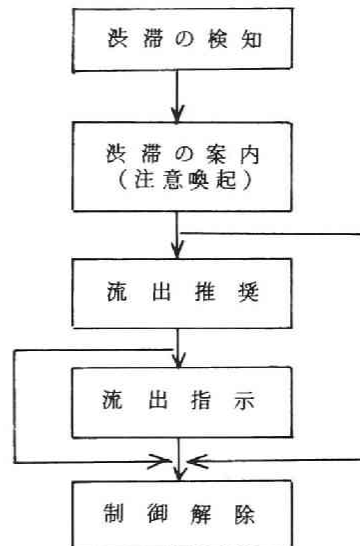 渋滞の検知
渋滞の案内
(注意喚起)
流出推奨
流出指示
制御解除